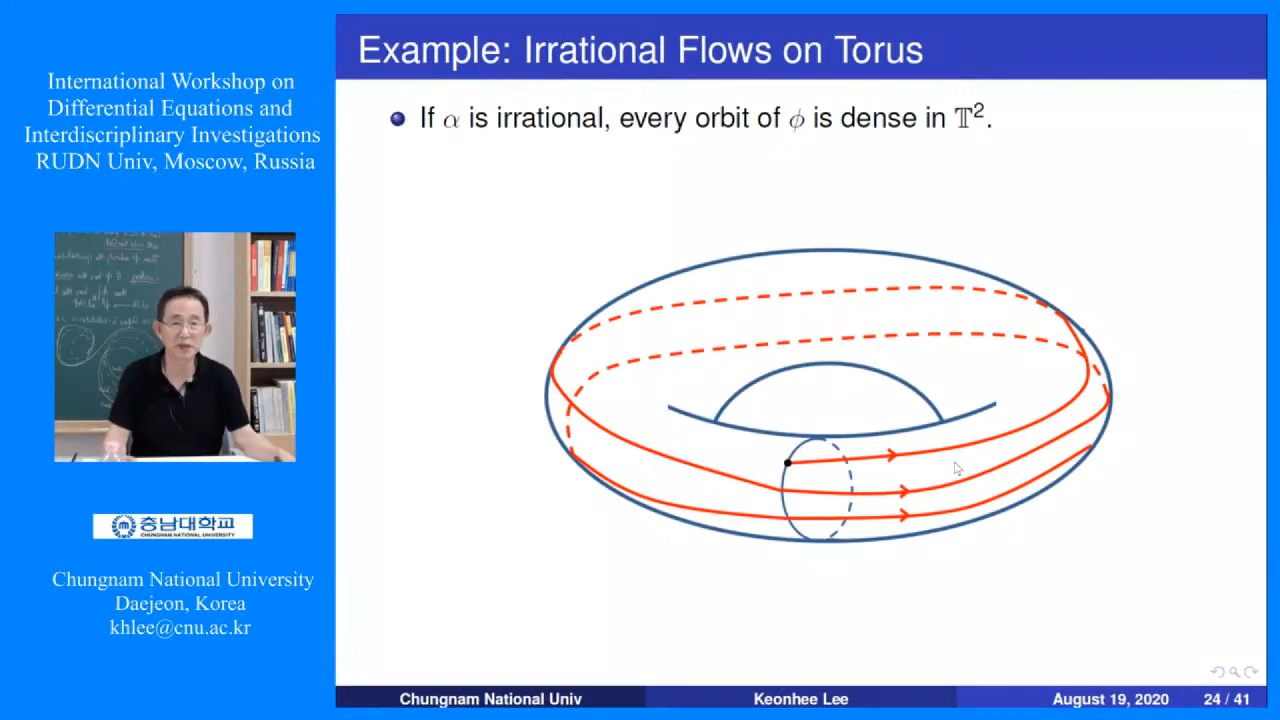 International Workshop on
Differential Equations and
Interdisciplinary Investigations
RUDN Univ, Moscow, Russia
충남대학교
CHUNGNAM NATIONAL UNIVERSITY
Chungnam National University
Daejeon, Korea
khlee@cnu.ac.kr
Example: Irrational Flows on Torus
If α is irrational, every orbit of ϕ is dense in 𝕋².
Chungnam National Univ Keonhee Lee August 19, 2020 24 / 41